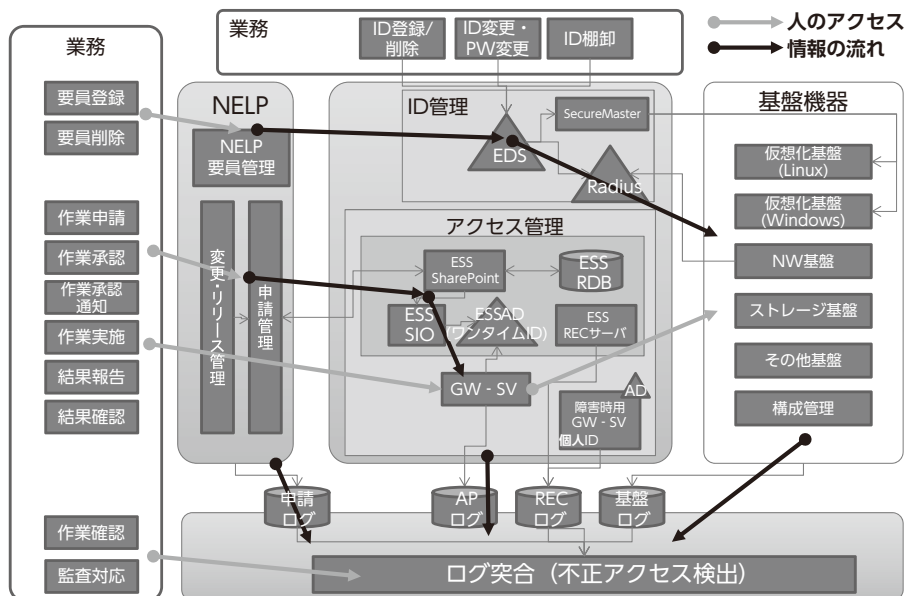 業務
ID登録/
削除
ID変更・
PW変更
ID棚卸
人のアクセス
情報の流れ
業務
要員登録
要員削除
作業申請
作業承認
作業承認
通知
作業実施
結果報告
結果確認
作業確認
監査対応
NELP
NELP
要員管理
変更・リリース管理
申請管理
ID管理
SecureMaster
EDS
Radius
アクセス管理
ESS
SharePoint
ESS
RDB
ESS
SIO
ESSAD
(ワンタイムID)
ESS
RECサーバ
GW - SV
AD
障害時用
GW - SV
個人ID
基盤機器
仮想化基盤
(Linux)
仮想化基盤
(Windows)
NW基盤
ストレージ基盤
その他基盤
構成管理
申請
ログ
AP
ログ
REC
ログ
基盤
ログ
ログ突合（不正アクセス検出）